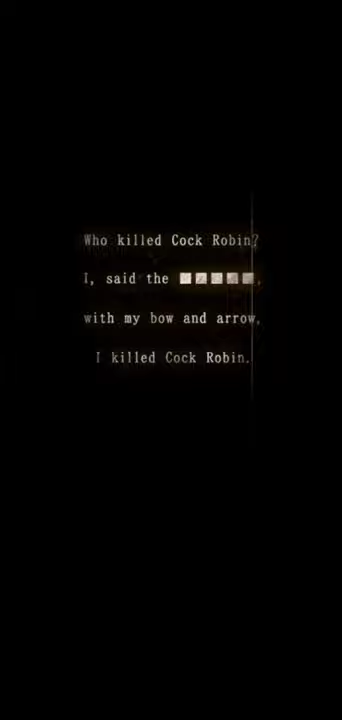 Who killed Cock Robin?
I, said the ■■■■■,
with my bow and arrow,
I killed Cock Robin.